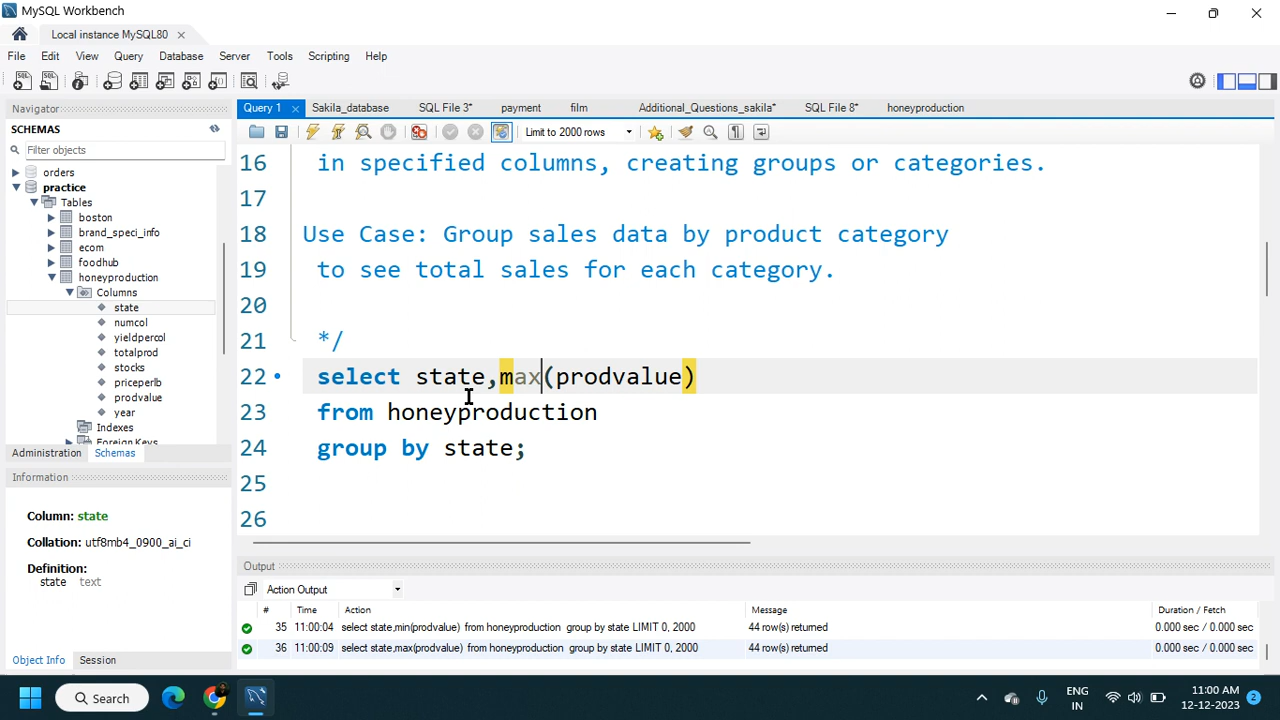 MySQL Workbench
Local instance MySQL80
File Edit View Query Database Server Tools Scripting Help
Navigator
SCHEMAS
Filter objects
orders
practice
Tables
boston
brand_speci_info
ecom
foodhub
honeyproduction
Columns
state
numcol
yieldpercol
totalprod
stocks
priceperlb
prodvalue
year
Indexes
Foreign Keys
Administration Schemas
Information
Column: state
Collation: utf8mb4_0900_ai_ci
Definition:
state text
Object Info Session
Query 1 Sakila_database SQL File 3* payment film Additional_Questions_sakila* SQL File 8* honeyproduction
Limit to 2000 rows
16 in specified columns, creating groups or categories.
17
18 Use Case: Group sales data by product category
19 to see total sales for each category.
20
21 */
22 select state,max(prodvalue)
23 from honeyproduction
24 group by state;
25
26
Output
Action Output
# Time Action Message Duration / Fetch
35 11:00:04 select state,min(prodvalue) from honeyproduction group by state LIMIT 0, 2000 44 row(s) returned 0.000 sec / 0.000 sec
36 11:00:09 select state,max(prodvalue) from honeyproduction group by state LIMIT 0, 2000 44 row(s) returned 0.000 sec / 0.000 sec
Search
ENG
IN
11:00 AM
12-12-2023
2